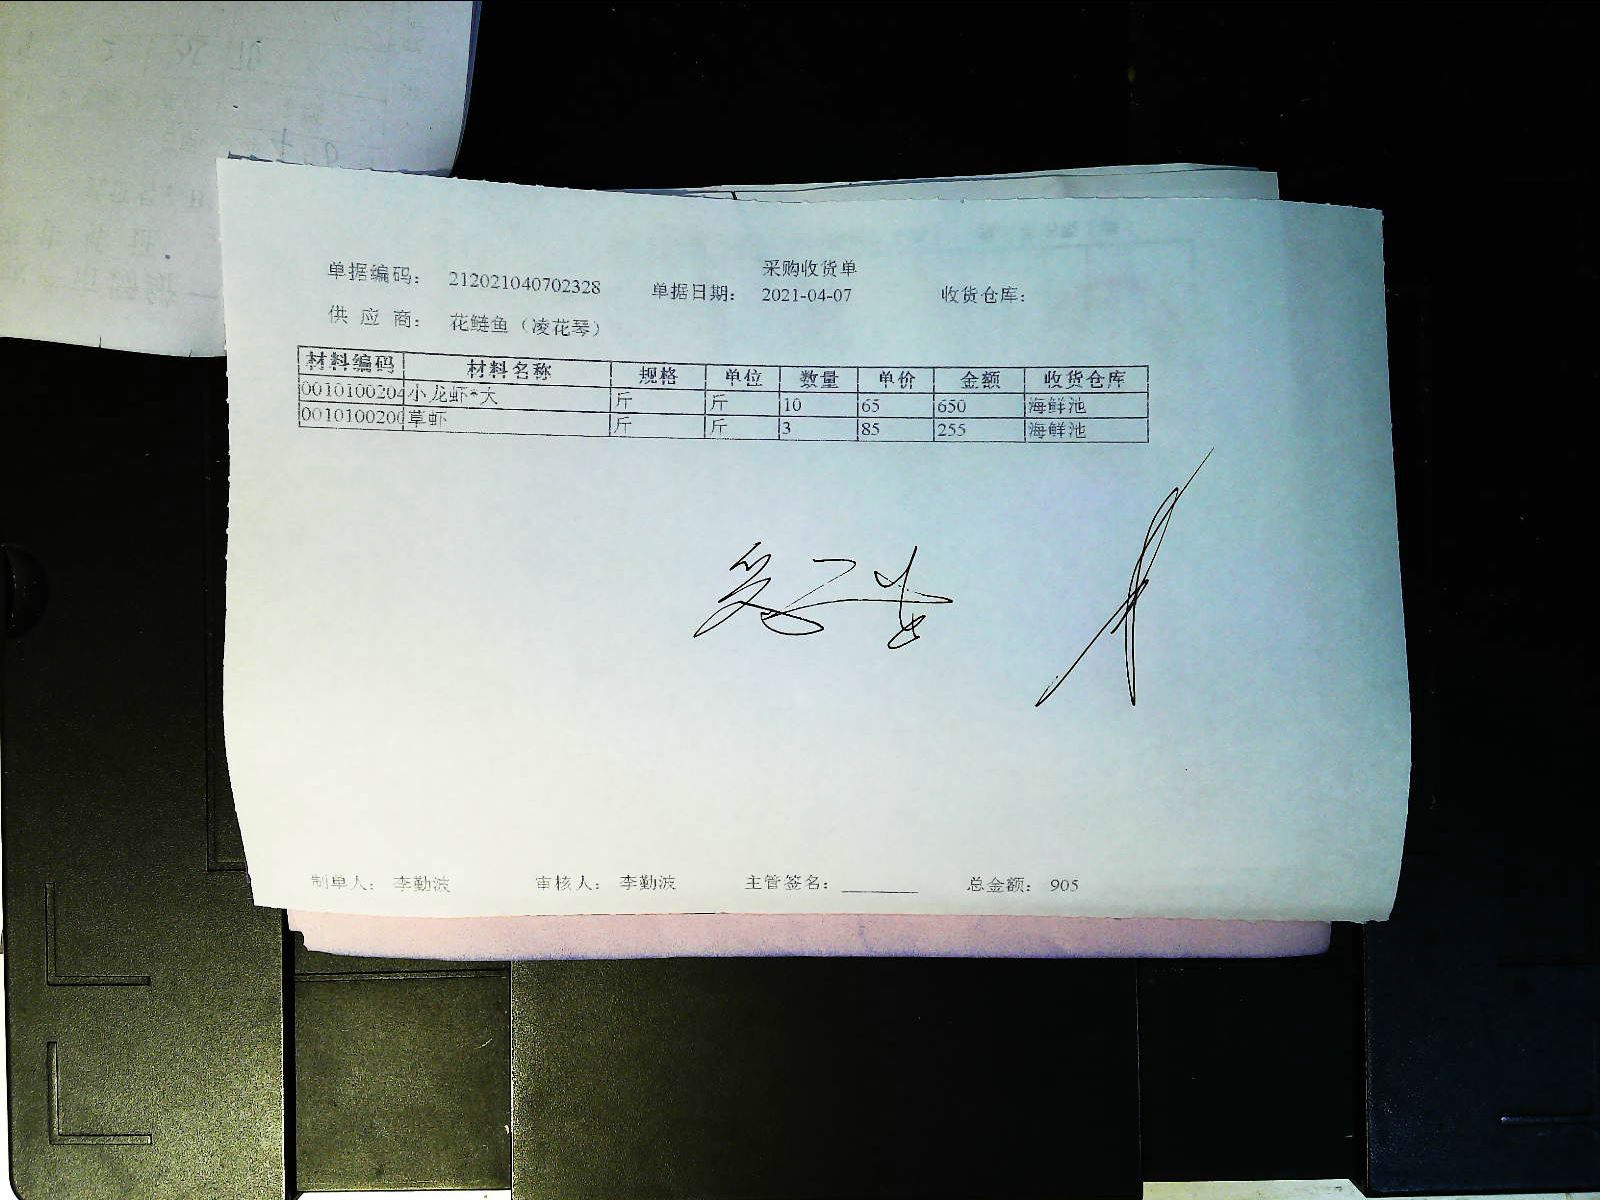 采购收货单
单据编码： 212021040702328 单据日期： 2021-04-07 收货仓库：
供 应 商： 花鲢鱼（凌花琴）
材料编码 材料名称 规格 单位 数量 单价 金额 收货仓库
0010100204 小龙虾*大 斤 斤 10 65 650 海鲜池
0010100200 草虾 斤 斤 3 85 255 海鲜池
制单人： 李勤波 审核人： 李勤波 主管签名：________ 总金额： 905